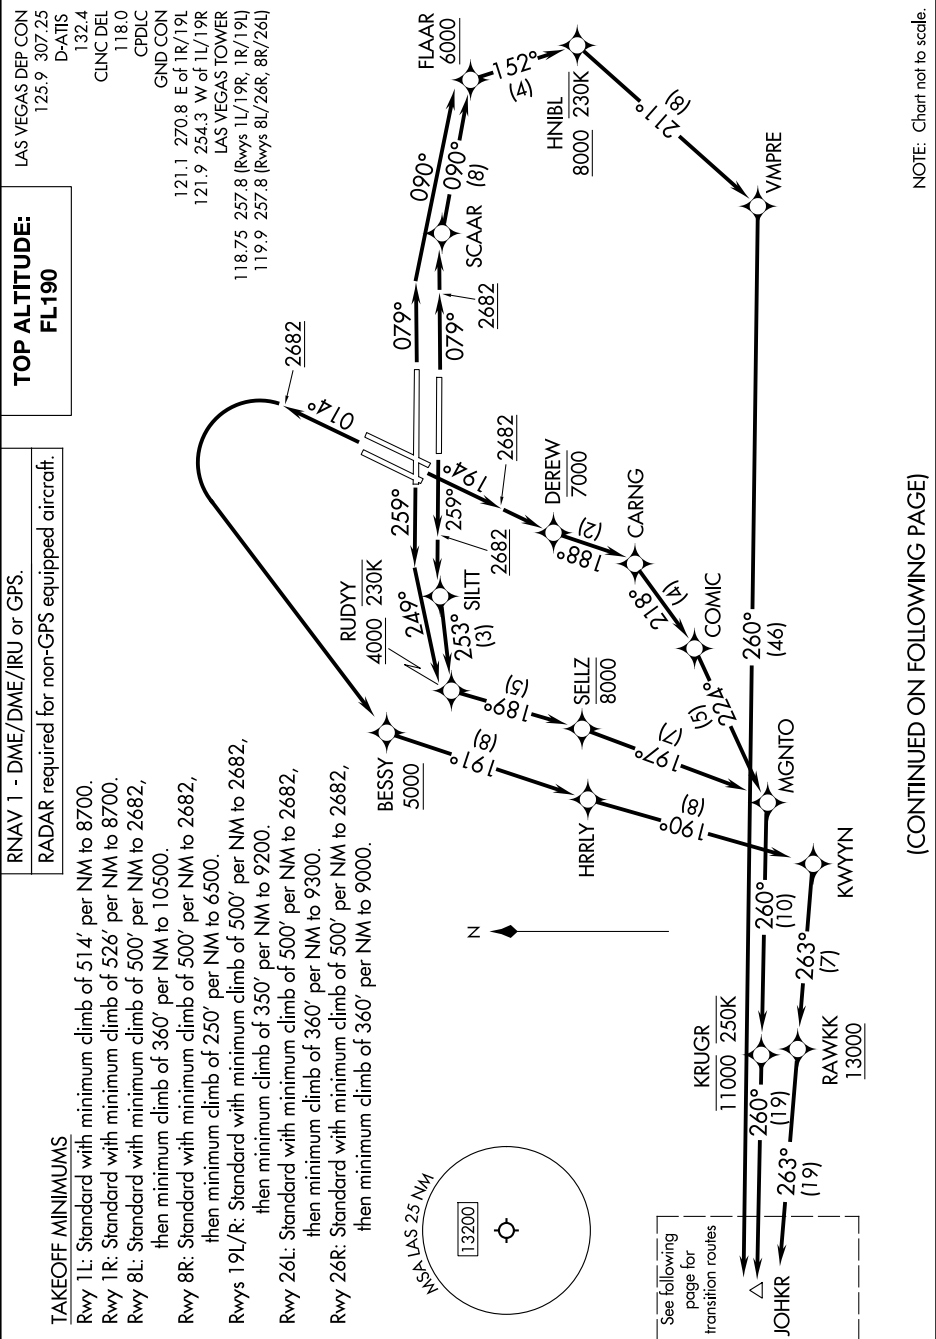 RNAV 1 - DME/DME/IRU or GPS.
RADAR required for non-GPS equipped aircraft.
TOP ALTITUDE:
FL190
LAS VEGAS DEP CON
125.9 307.25
D-ATIS
132.4
CLNC DEL
118.0
CPDLC
GND CON
121.1 270.8 E of 1R/19L
121.9 254.3 W of 1L/19R
LAS VEGAS TOWER
118.75 257.8 (Rwys 1L/19R, 1R/19L)
119.9 257.8 (Rwys 8L/26R, 8R/26L)
TAKEOFF MINIMUMS
Rwy 1L: Standard with minimum climb of 514' per NM to 8700.
Rwy 1R: Standard with minimum climb of 526' per NM to 8700.
Rwy 8L: Standard with minimum climb of 500' per NM to 2682,
then minimum climb of 360' per NM to 10500.
Rwy 8R: Standard with minimum climb of 500' per NM to 2682,
then minimum climb of 250' per NM to 6500.
Rwys 19L/R: Standard with minimum climb of 500' per NM to 2682,
then minimum climb of 350' per NM to 9200.
Rwy 26L: Standard with minimum climb of 500' per NM to 2682,
then minimum climb of 360' per NM to 9300.
Rwy 26R: Standard with minimum climb of 500' per NM to 2682,
then minimum climb of 360' per NM to 9000.
2682
014°
BESSY
5000
191°
(8)
HRRLY
190°
(8)
KWYYN
263°
(7)
RAWKK
13000
263°
(19)
JOHKR
RUDYY
4000 230K
249°
259°
259°
2682
SILTT
253°
(3)
189°
(5)
SELLZ
8000
197°
(7)
MGNTO
194°
2682
DEREW
7000
188°
(2)
CARNG
218°
(4)
COMIC
224°
(5)
260°
(10)
KRUGR
11000 250K
260°
(19)
079°
079°
2682
090°
SCAAR
090°
(8)
FLAAR
6000
152°
(4)
HNIBL
8000 230K
211°
(8)
VMPRE
260°
(46)
N
MSA LAS 25 NM
13200
See following
page for
transition routes
(CONTINUED ON FOLLOWING PAGE)
NOTE: Chart not to scale.